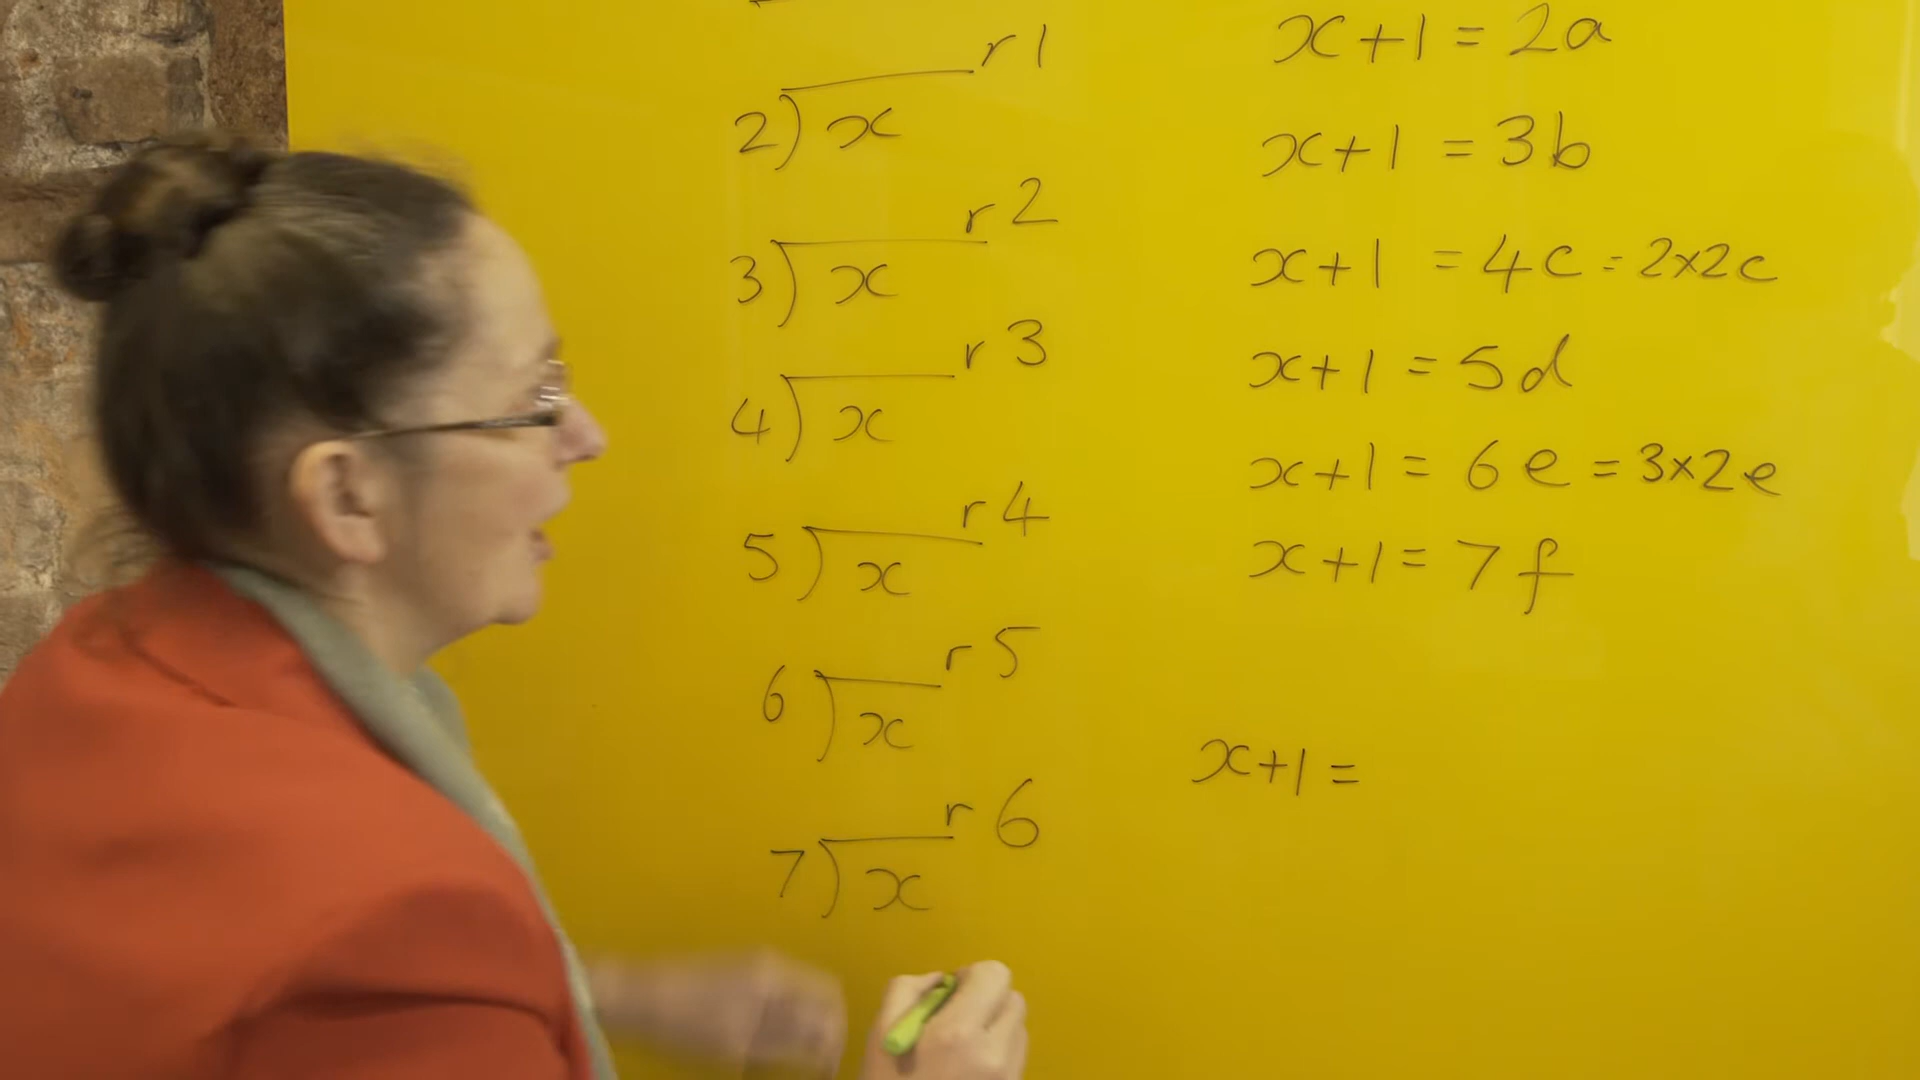 r1
2)x
r2
3)x
r3
4)x
r4
5)x
r5
6)x
r6
7)x
x+1 = 2a
x+1 = 3b
x+1 = 4c = 2×2c
x+1 = 5d
x+1 = 6e = 3×2e
x+1 = 7f
x+1 =